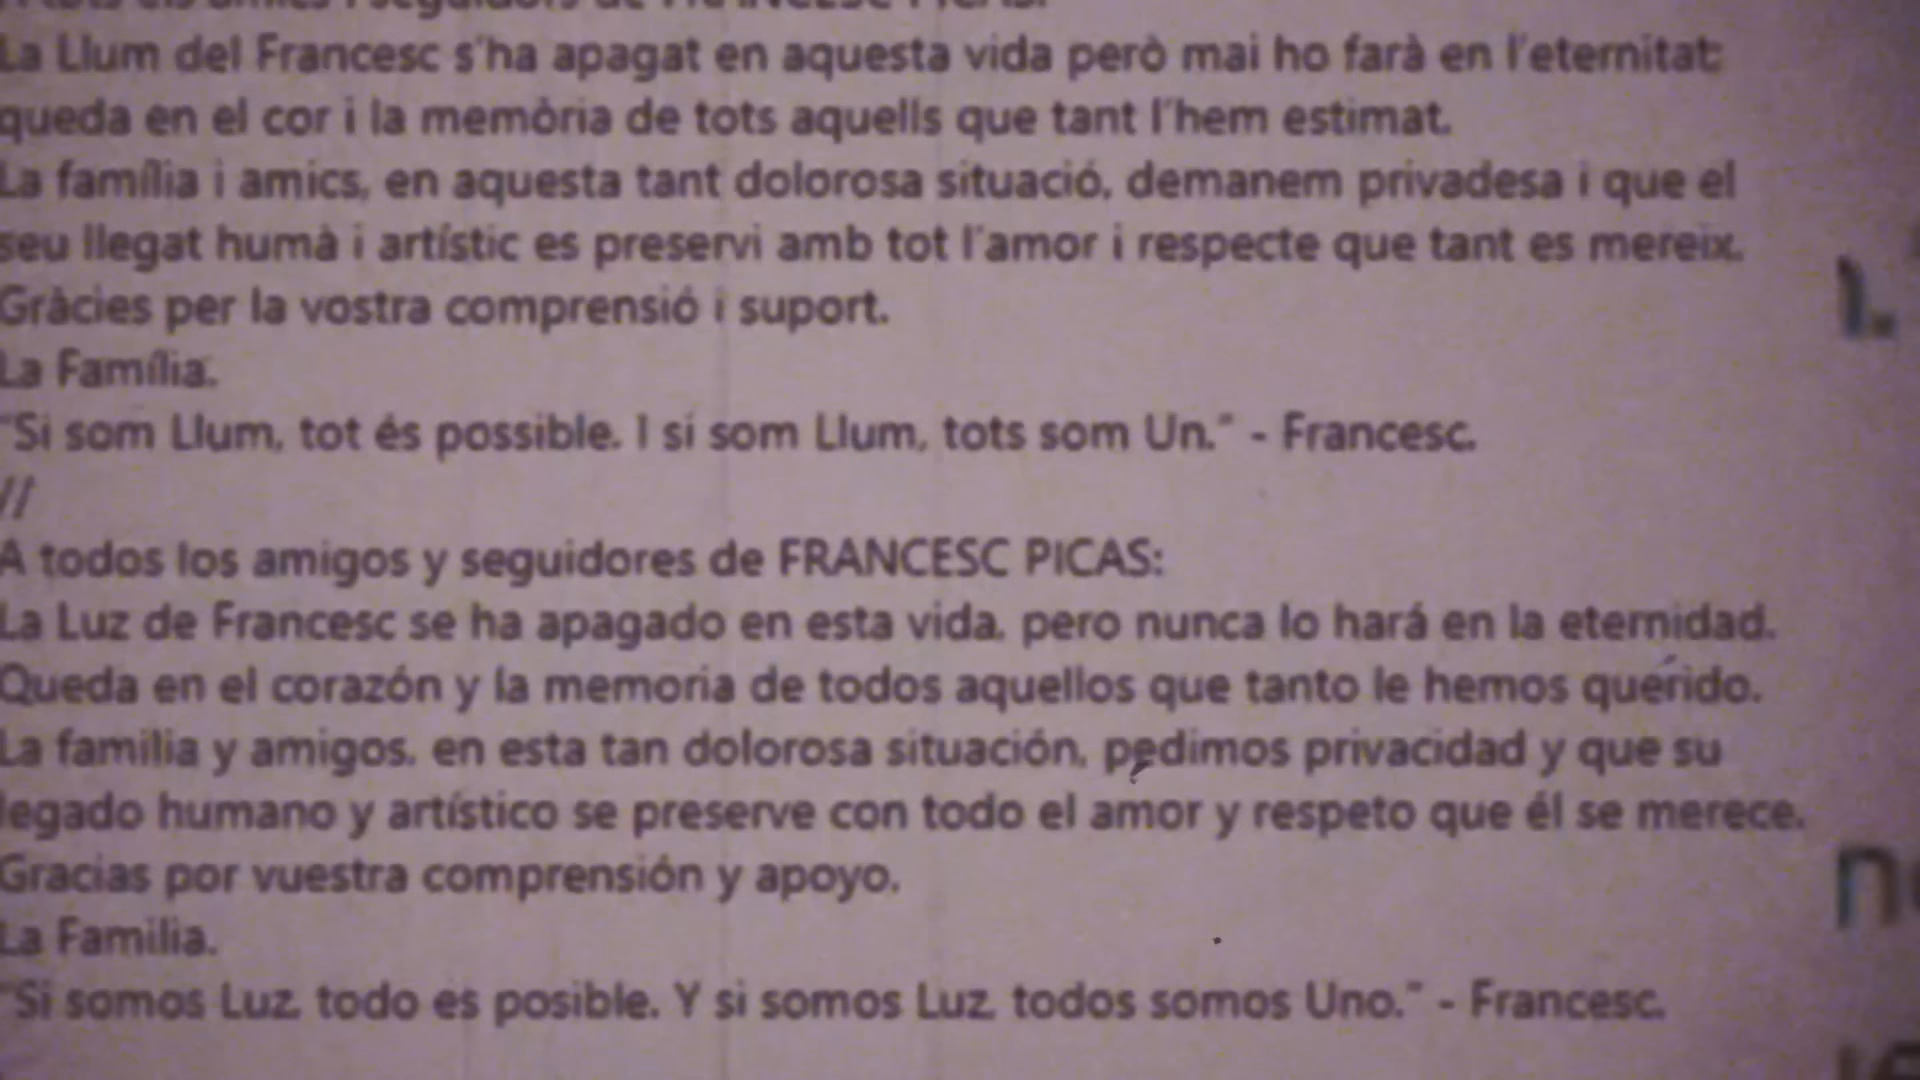 A tots els amics i seguidors de FRANCESC PICAS:
La Llum del Francesc s'ha apagat en aquesta vida però mai ho farà en l'eternitat;
queda en el cor i la memòria de tots aquells que tant l'hem estimat.
La família i amics, en aquesta tant dolorosa situació, demanem privadesa i que el
seu llegat humà i artístic es preservi amb tot l'amor i respecte que tant es mereix.
Gràcies per la vostra comprensió i suport.
La Família.
"Si som Llum, tot és possible. I si som Llum, tots som Un." - Francesc.
//
A todos los amigos y seguidores de FRANCESC PICAS:
La Luz de Francesc se ha apagado en esta vida, pero nunca lo hará en la eternidad.
Queda en el corazón y la memoria de todos aquellos que tanto le hemos querido.
La familia y amigos, en esta tan dolorosa situación, pedimos privacidad y que su
legado humano y artístico se preserve con todo el amor y respeto que él se merece.
Gracias por vuestra comprensión y apoyo.
La Familia.
"Si somos Luz, todo es posible. Y si somos Luz, todos somos Uno." - Francesc.